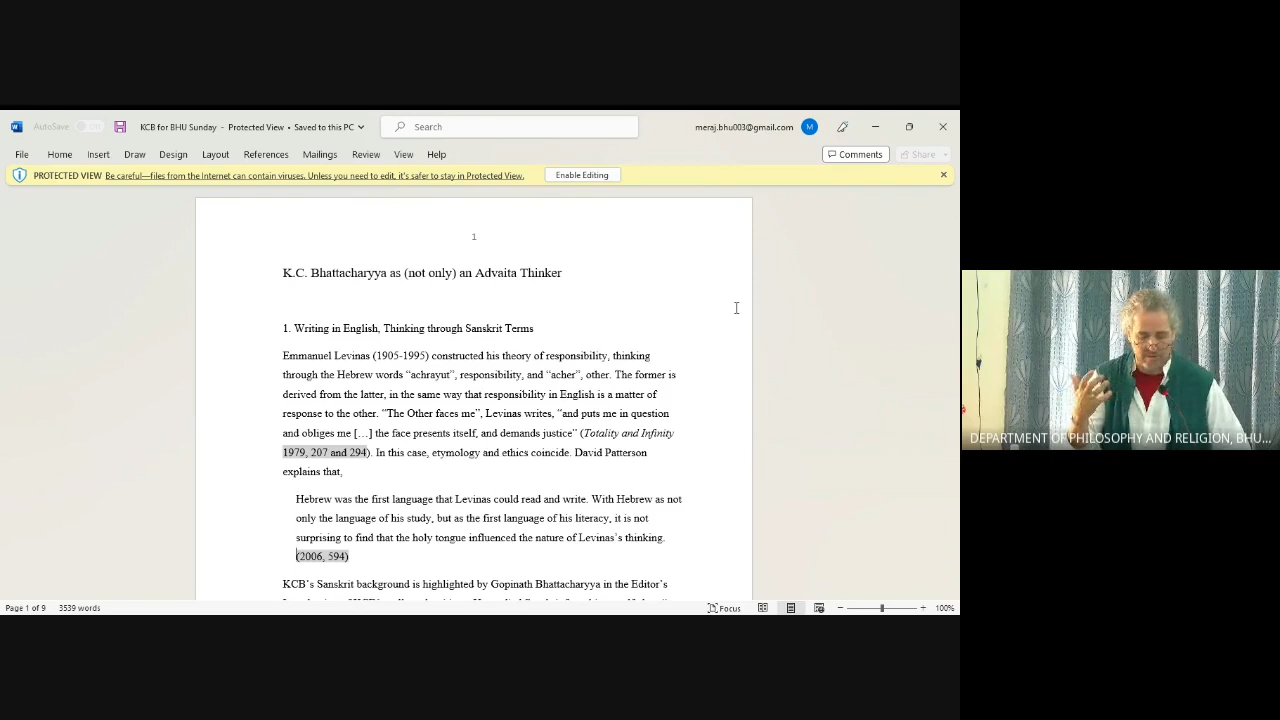 AutoSave
KCB for BHU Sunday - Protected View • Saved to this PC
Search
meraj.bhu003@gmail.com
M
File Home Insert Draw Design Layout References Mailings Review View Help
Comments
Share
PROTECTED VIEW Be careful—files from the Internet can contain viruses. Unless you need to edit, it's safer to stay in Protected View.
Enable Editing
1
K.C. Bhattacharyya as (not only) an Advaita Thinker
1. Writing in English, Thinking through Sanskrit Terms
Emmanuel Levinas (1905-1995) constructed his theory of responsibility, thinking
through the Hebrew words “achrayut”, responsibility, and “acher”, other. The former is
derived from the latter, in the same way that responsibility in English is a matter of
response to the other. “The Other faces me”, Levinas writes, “and puts me in question
and obliges me […] the face presents itself, and demands justice” (Totality and Infinity
1979, 207 and 294). In this case, etymology and ethics coincide. David Patterson
explains that,
Hebrew was the first language that Levinas could read and write. With Hebrew as not
only the language of his study, but as the first language of his literacy, it is not
surprising to find that the holy tongue influenced the nature of Levinas’s thinking.
(2006, 594)
KCB’s Sanskrit background is highlighted by Gopinath Bhattacharyya in the Editor’s
Page 1 of 9 3539 words
Focus
100%
DEPARTMENT OF PHILOSOPHY AND RELIGION, BHU...